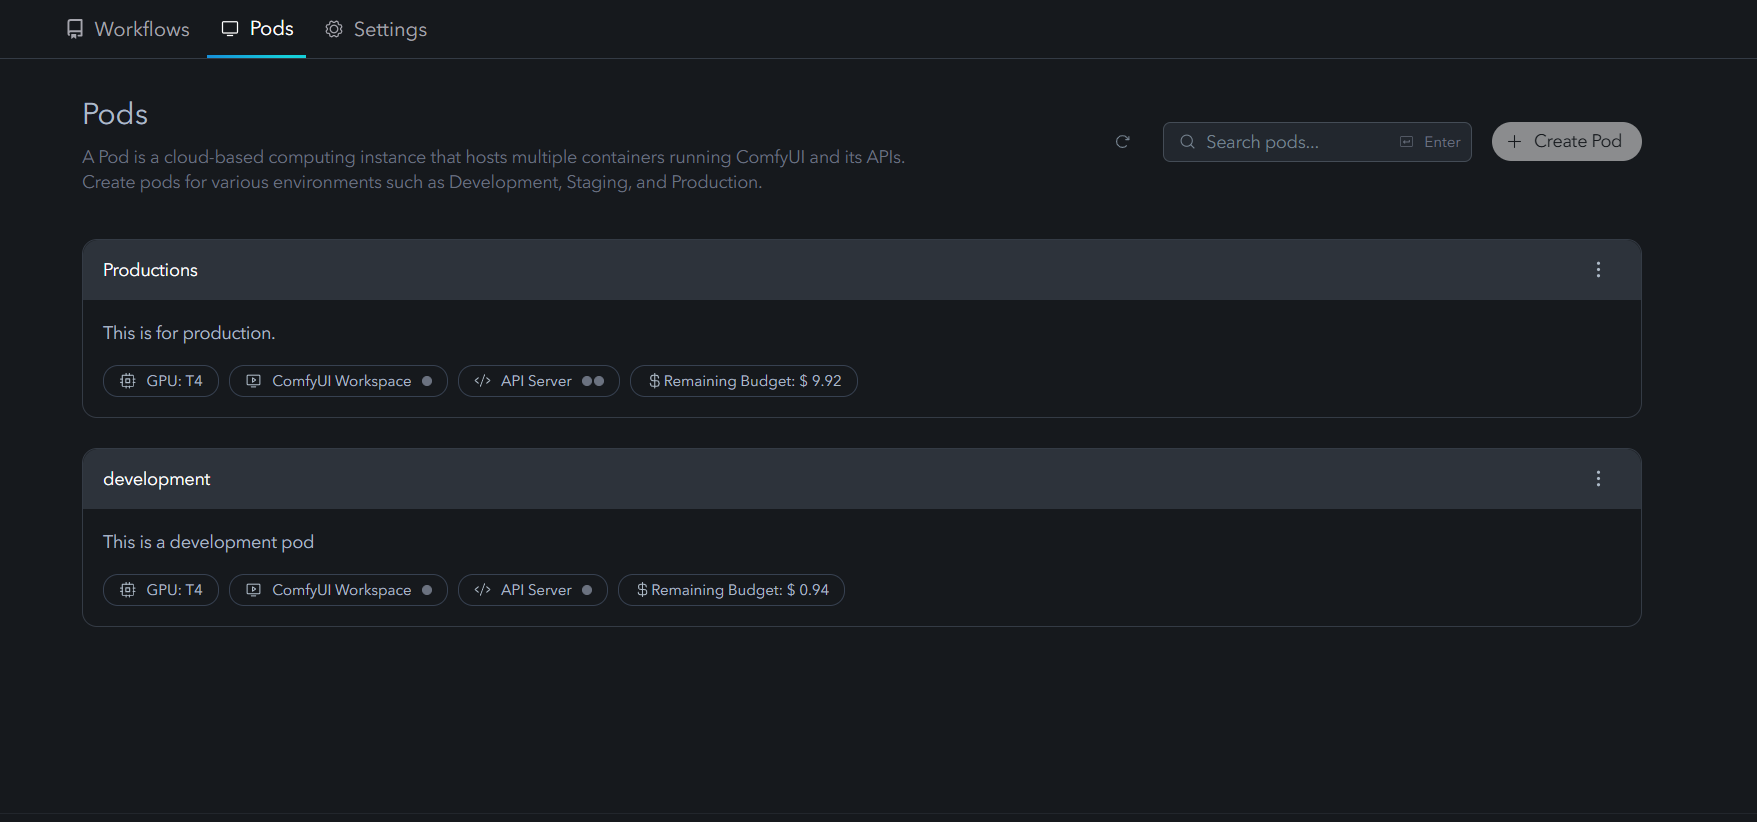 Workflows Pods Settings
Pods
A Pod is a cloud-based computing instance that hosts multiple containers running ComfyUI and its APIs.
Create pods for various environments such as Development, Staging, and Production.
Search pods... Enter
+ Create Pod
Productions
This is for production.
GPU: T4 ComfyUI Workspace </> API Server $ Remaining Budget: $ 9.92
development
This is a development pod
GPU: T4 ComfyUI Workspace </> API Server $ Remaining Budget: $ 0.94